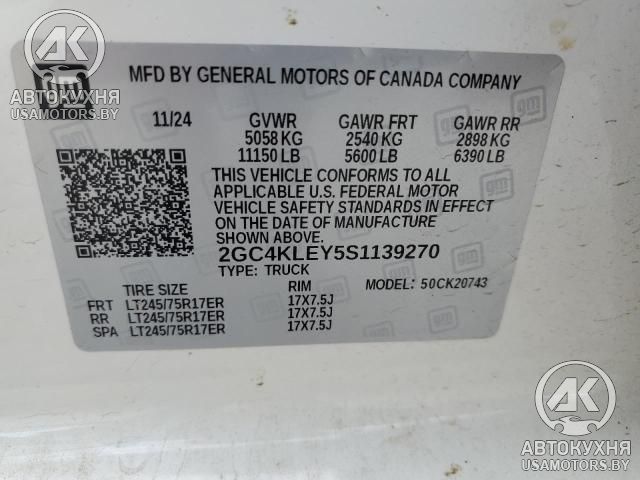 AK
АВТОКУХНЯ
USAMOTORS.BY
gm
MFD BY GENERAL MOTORS OF CANADA COMPANY
11/24 GVWR GAWR FRT GAWR RR
5058 KG 2540 KG 2898 KG
11150 LB 5600 LB 6390 LB
THIS VEHICLE CONFORMS TO ALL
APPLICABLE U.S. FEDERAL MOTOR
VEHICLE SAFETY STANDARDS IN EFFECT
ON THE DATE OF MANUFACTURE
SHOWN ABOVE.
2GC4KLEY5S1139270
TYPE: TRUCK
MODEL: 50CK20743
TIRE SIZE RIM
FRT LT245/75R17ER 17X7.5J
RR LT245/75R17ER 17X7.5J
SPA LT245/75R17ER 17X7.5J
AK
АВТОКУХНЯ
USAMOTORS.BY